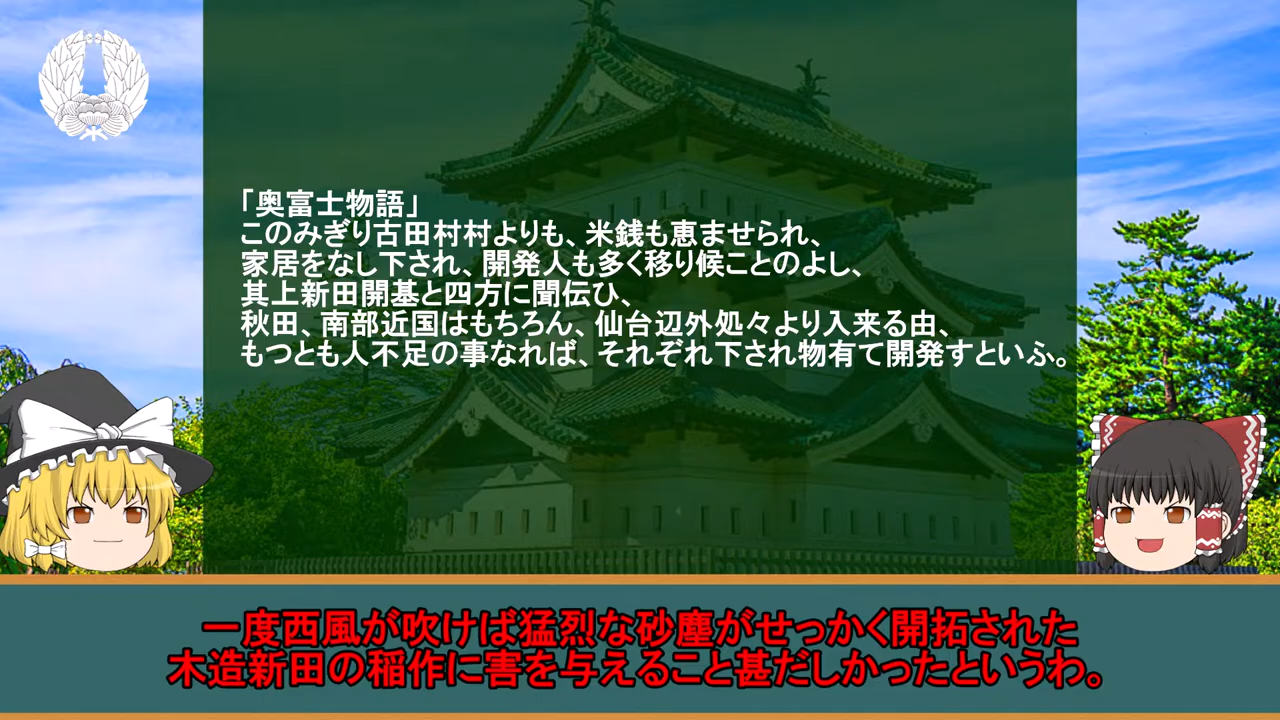 「奥富士物語」
このみぎり古田村村よりも、米銭も恵ませられ、
家居をなし下され、開発人も多く移り候ことのよし、
其上新田開基と四方に聞伝ひ、
秋田、南部近国はもちろん、仙台辺外処々より入来る由、
もつとも人不足の事なれば、それぞれ下され物有て開発すといふ。
一度西風が吹けば猛烈な砂塵がせっかく開拓された
木造新田の稲作に害を与えること甚だしかったというわ。